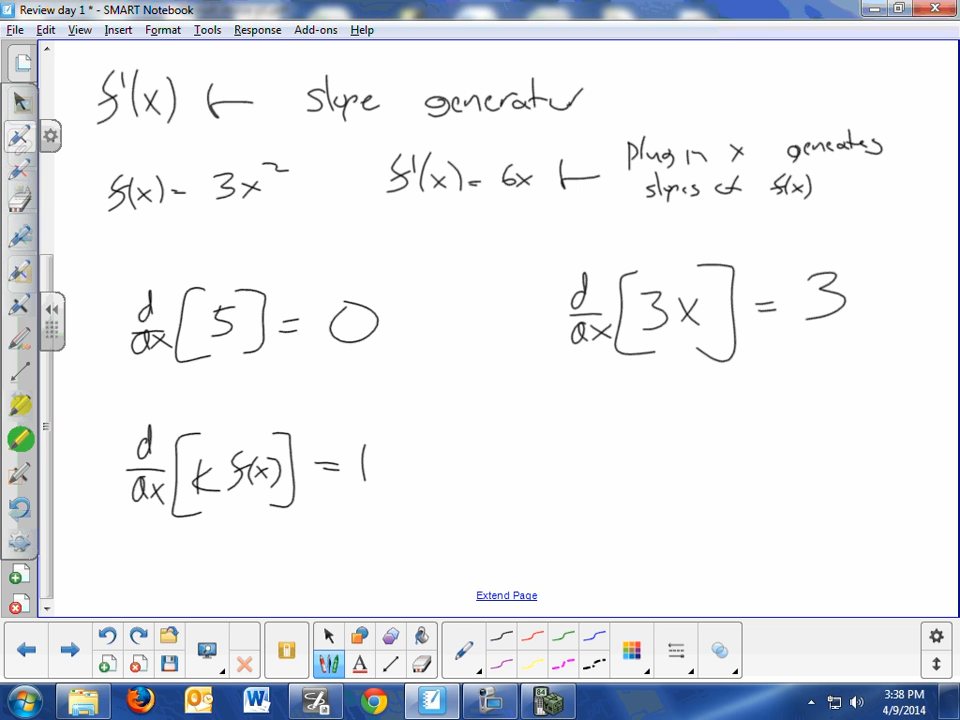 Review day 1 * - SMART Notebook
File Edit View Insert Format Tools Response Add-ons Help
f'(x) ← slope generator
f(x) = 3x² f'(x) = 6x ← plug in x generates
slopes of f(x)
d/dx [5] = 0 d/dx [3x] = 3
d/dx [k f(x)] = 1
Extend Page
3:38 PM
4/9/2014